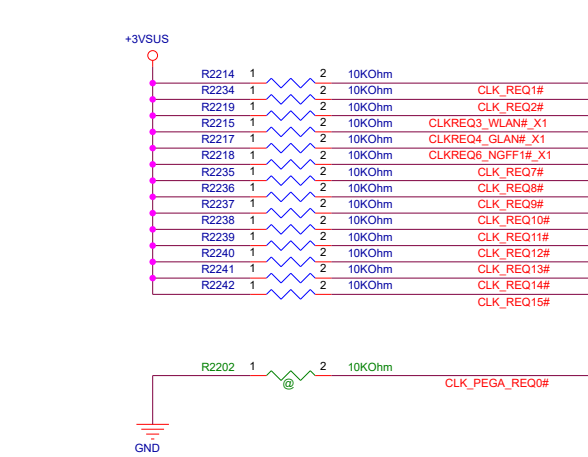 +3VSUS
R2214 1 2 10KOhm
CLK_REQ1#
R2234 1 2 10KOhm
CLK_REQ2#
R2219 1 2 10KOhm
CLKREQ3_WLAN#_X1
R2215 1 2 10KOhm
CLKREQ4_GLAN#_X1
R2217 1 2 10KOhm
CLKREQ6_NGFF1#_X1
R2218 1 2 10KOhm
CLK_REQ7#
R2235 1 2 10KOhm
CLK_REQ8#
R2236 1 2 10KOhm
CLK_REQ9#
R2237 1 2 10KOhm
CLK_REQ10#
R2238 1 2 10KOhm
CLK_REQ11#
R2239 1 2 10KOhm
CLK_REQ12#
R2240 1 2 10KOhm
CLK_REQ13#
R2241 1 2 10KOhm
CLK_REQ14#
R2242 1 2 10KOhm
CLK_REQ15#
R2202 1 2 10KOhm
@
CLK_PEGA_REQ0#
GND